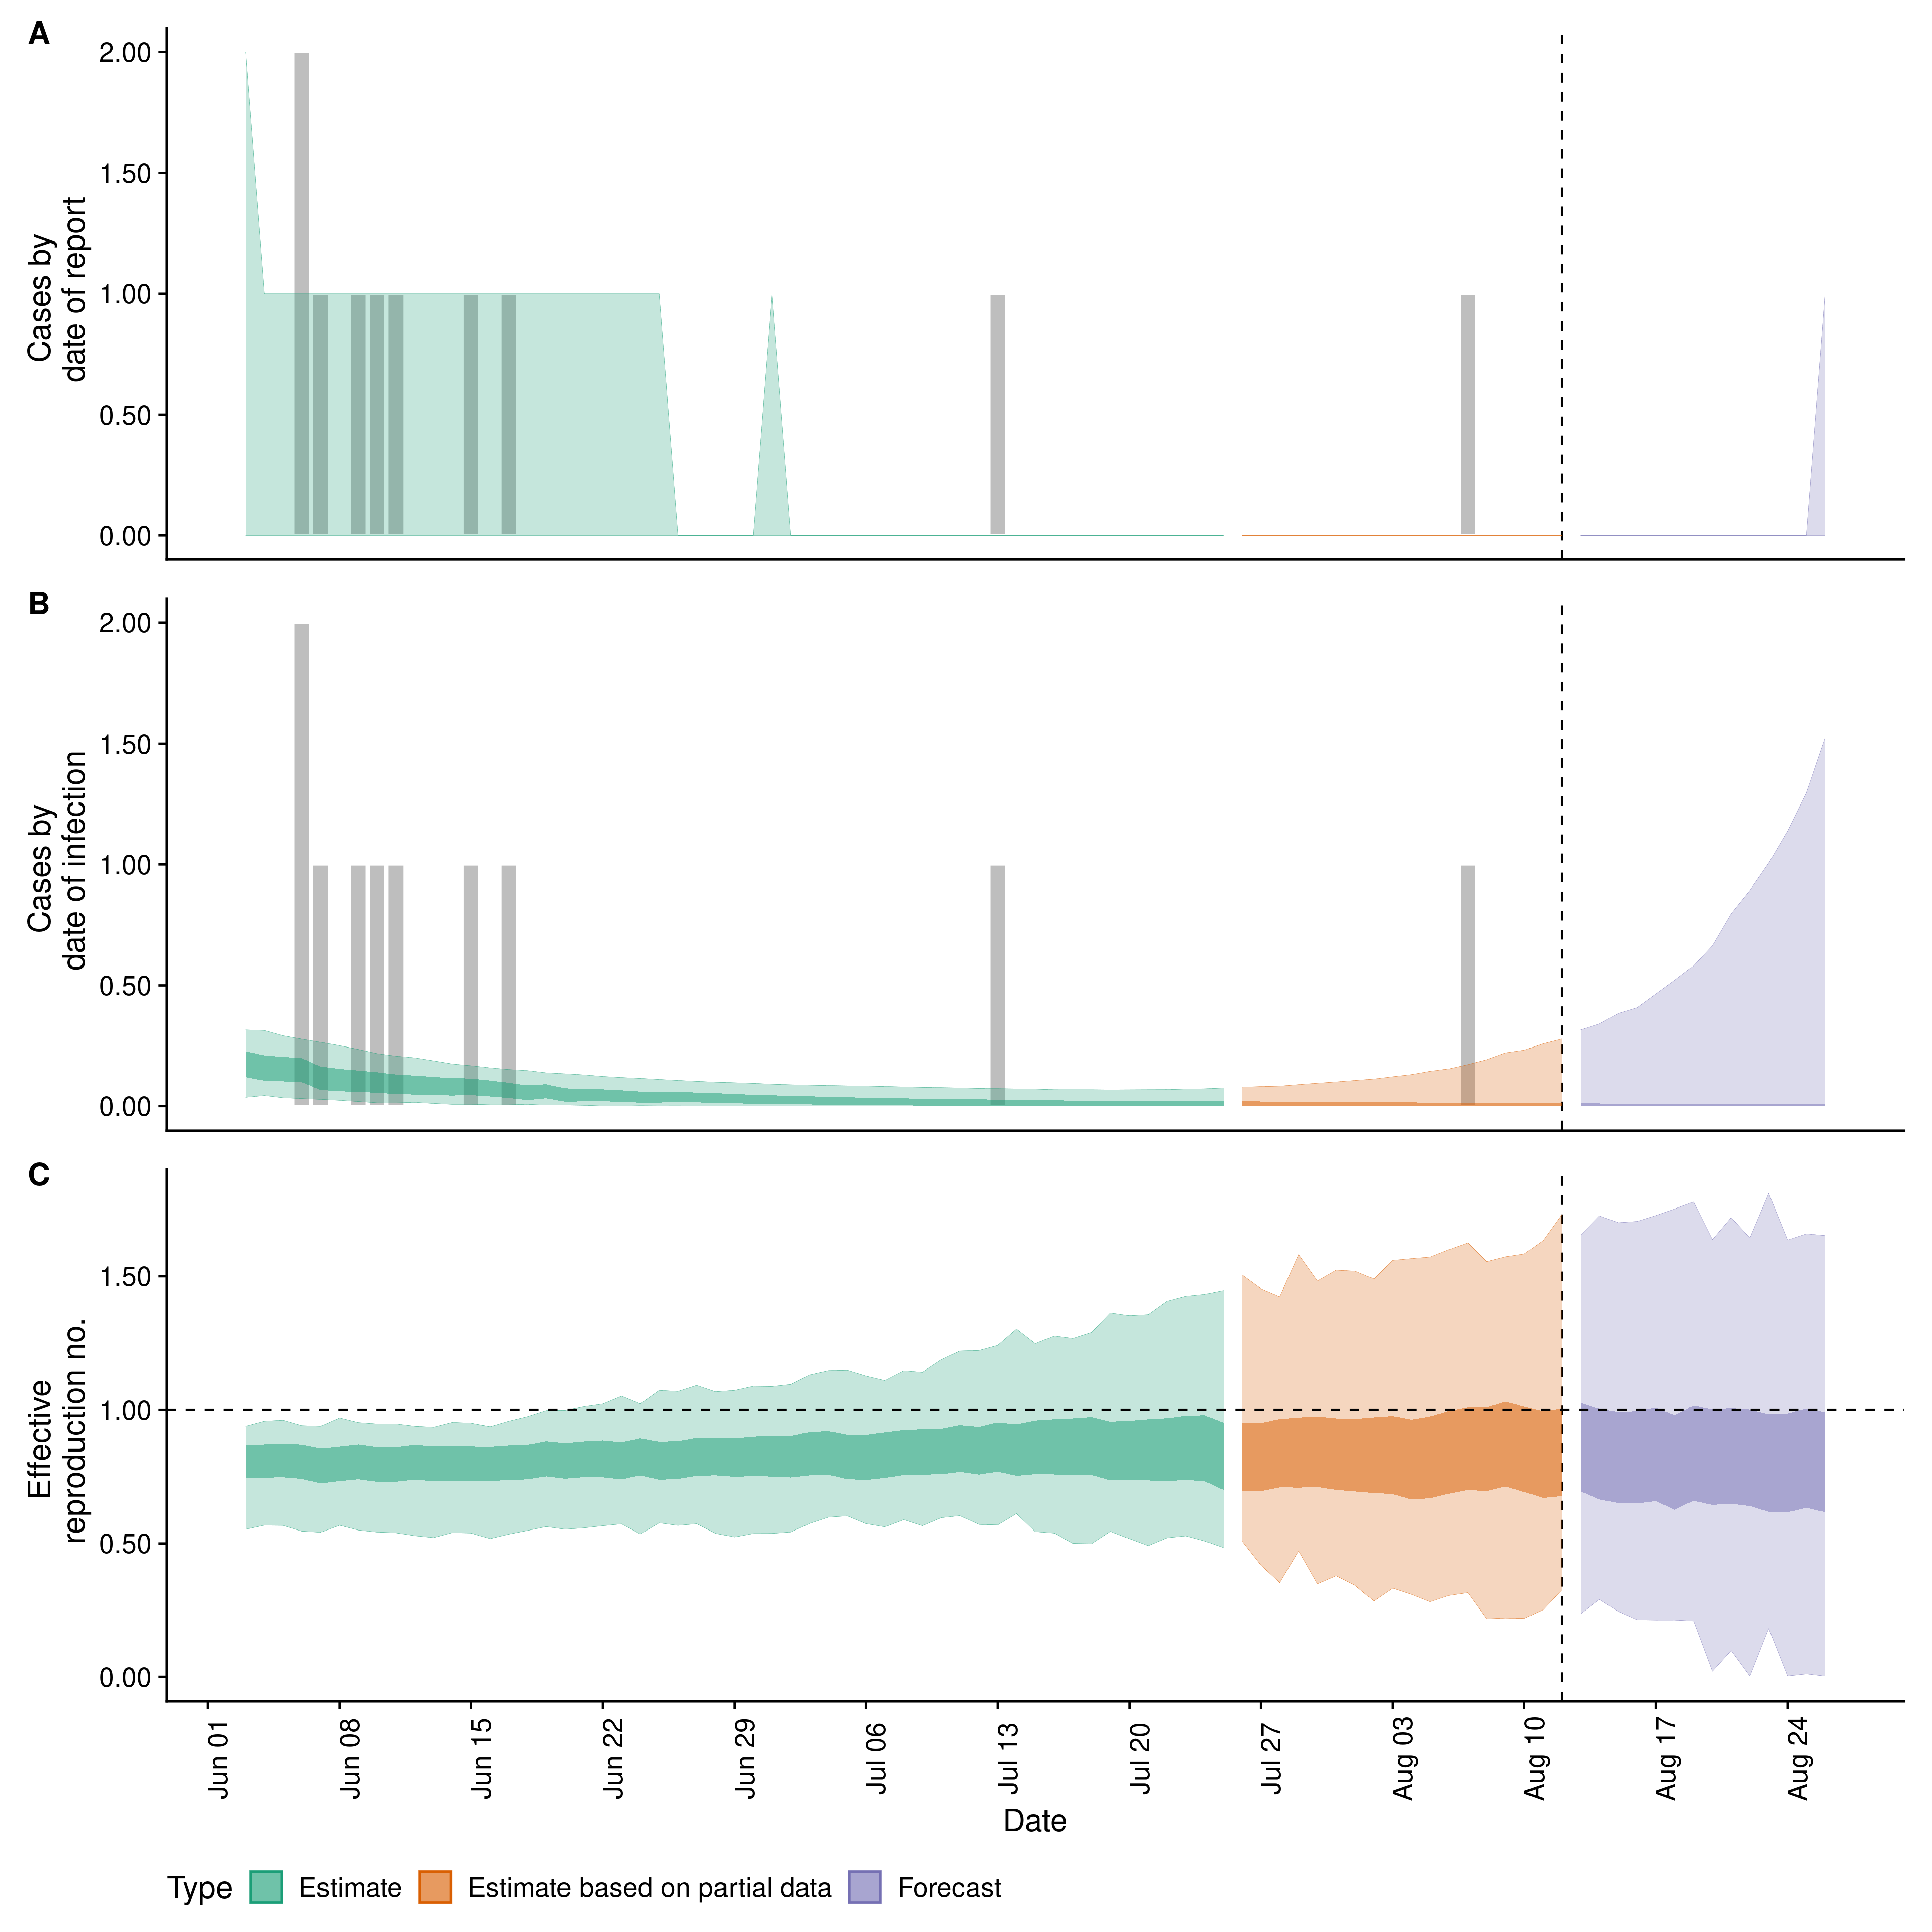 A
2.00
1.50
1.00
0.50
0.00
Cases by
date of report
B
2.00
1.50
1.00
0.50
0.00
Cases by
date of infection
C
1.50
1.00
0.50
0.00
Effective
reproduction no.
Jun 01
Jun 08
Jun 15
Jun 22
Jun 29
Jul 06
Jul 13
Jul 20
Jul 27
Aug 03
Aug 10
Aug 17
Aug 24
Date
Type Estimate Estimate based on partial data Forecast